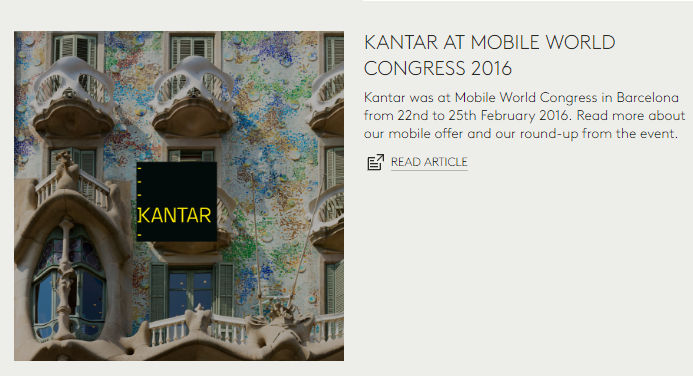 KANTAR AT MOBILE WORLD
CONGRESS 2016
Kantar was at Mobile World Congress in Barcelona
from 22nd to 25th February 2016. Read more about
our mobile offer and our round-up from the event.
READ ARTICLE
KANTAR